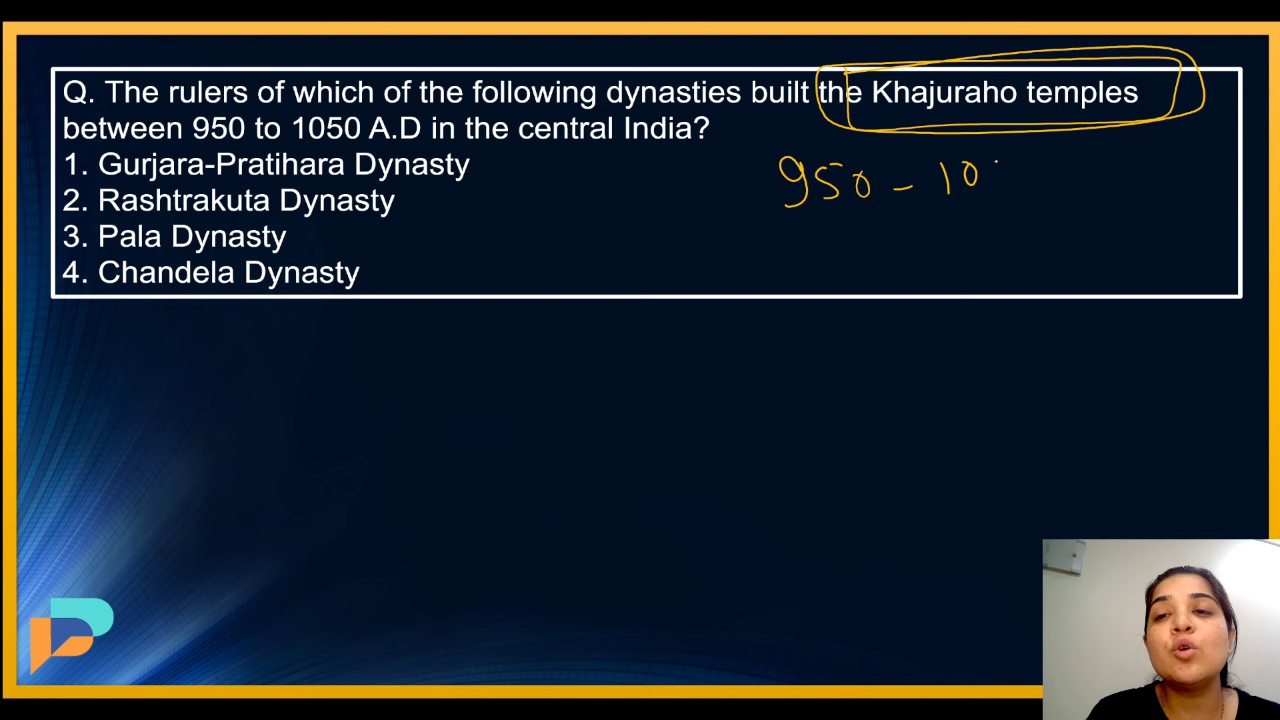 Q. The rulers of which of the following dynasties built the Khajuraho temples
between 950 to 1050 A.D in the central India?
1. Gurjara-Pratihara Dynasty
2. Rashtrakuta Dynasty
3. Pala Dynasty
4. Chandela Dynasty
950 - 10